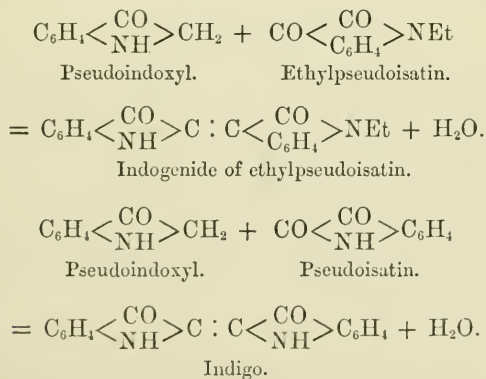 C₆H₄<CO NH>CH₂ + CO<CO C₆H₄>NEt
Pseudoindoxyl. Ethylpseudoisatin.
= C₆H₄<CO NH>C : C<CO C₆H₄>NEt + H₂O.
Indogenide of ethylpseudoisatin.
C₆H₄<CO NH>CH₂ + CO<CO NH>C₆H₄
Pseudoindoxyl. Pseudoisatin.
= C₆H₄<CO NH>C : C<CO NH>C₆H₄ + H₂O.
Indigo.